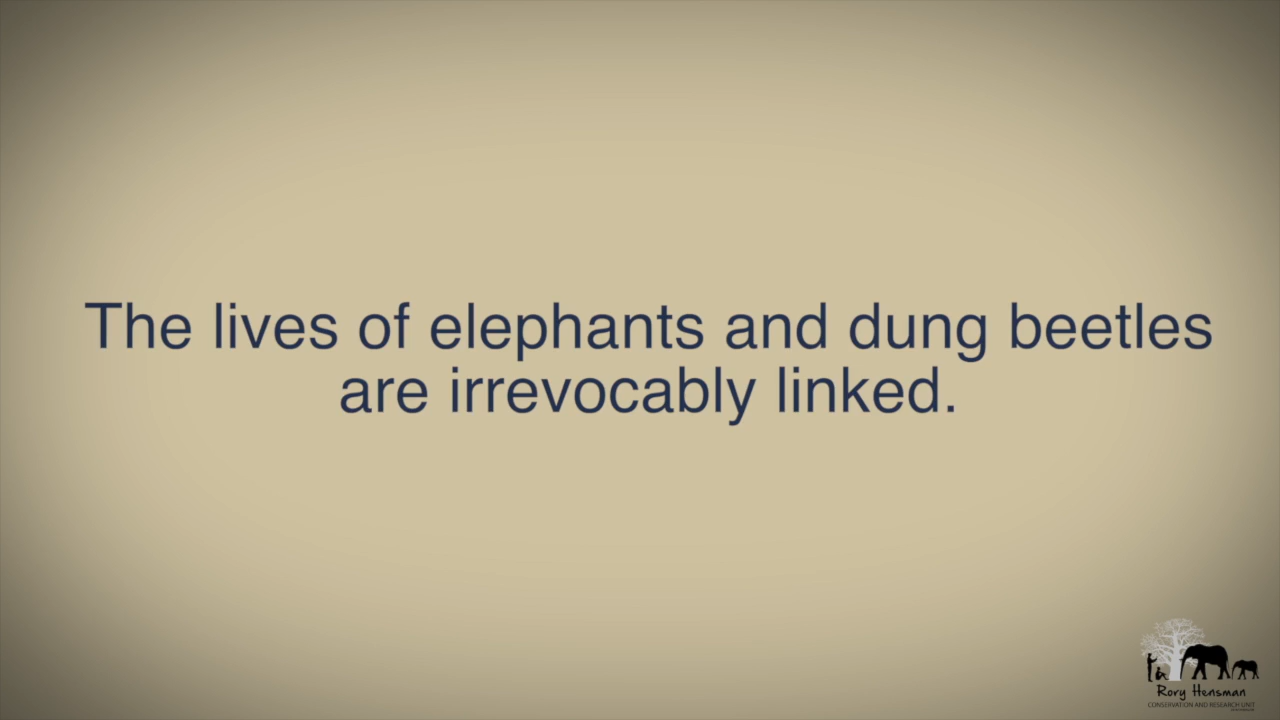 The lives of elephants and dung beetles
are irrevocably linked.
Rory Hensman
CONSERVATION AND RESEARCH UNIT